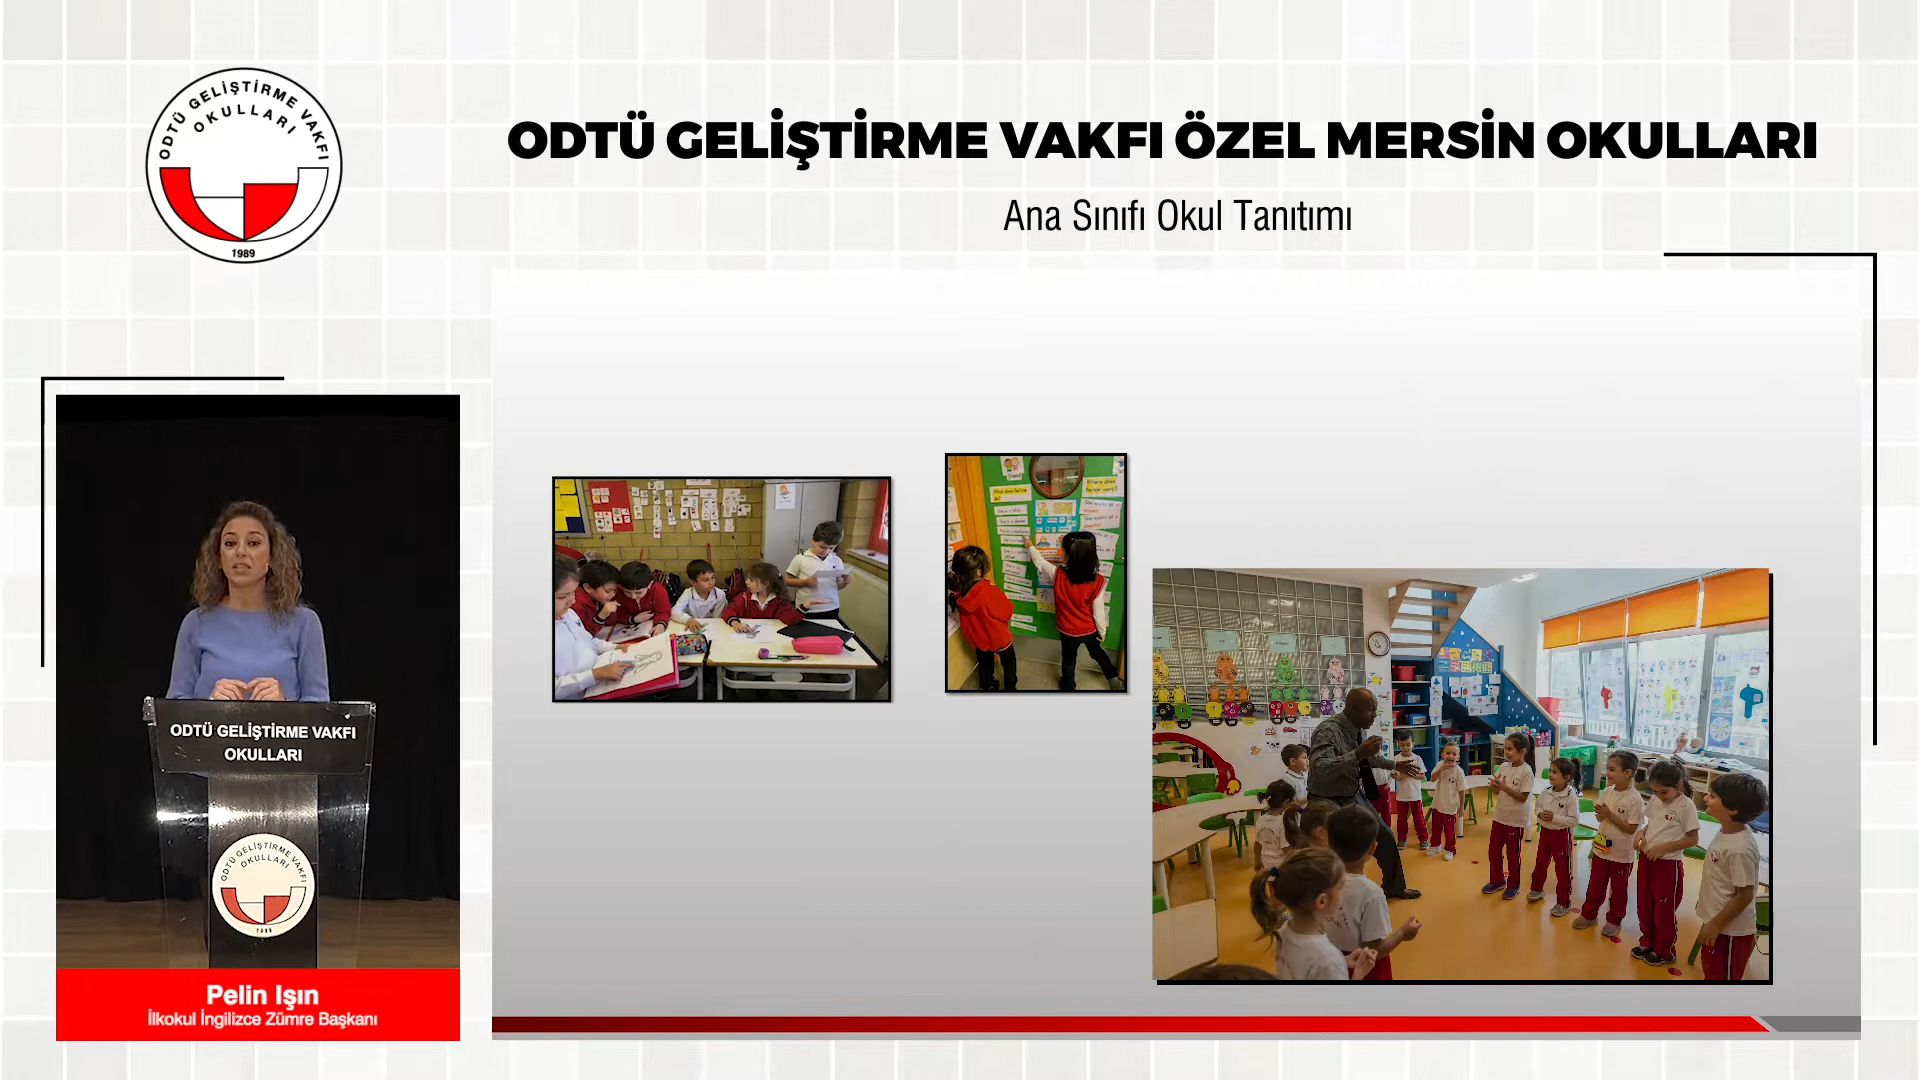 ODTÜ GELİŞTİRME VAKFI
OKULLARI
1989
ODTÜ GELİŞTİRME VAKFI ÖZEL MERSİN OKULLARI
Ana Sınıfı Okul Tanıtımı
ODTÜ GELİŞTİRME VAKFI
OKULLARI
ODTÜ GELİŞTİRME VAKFI
OKULLARI
1989
Pelin Işın
İlkokul İngilizce Zümre Başkanı